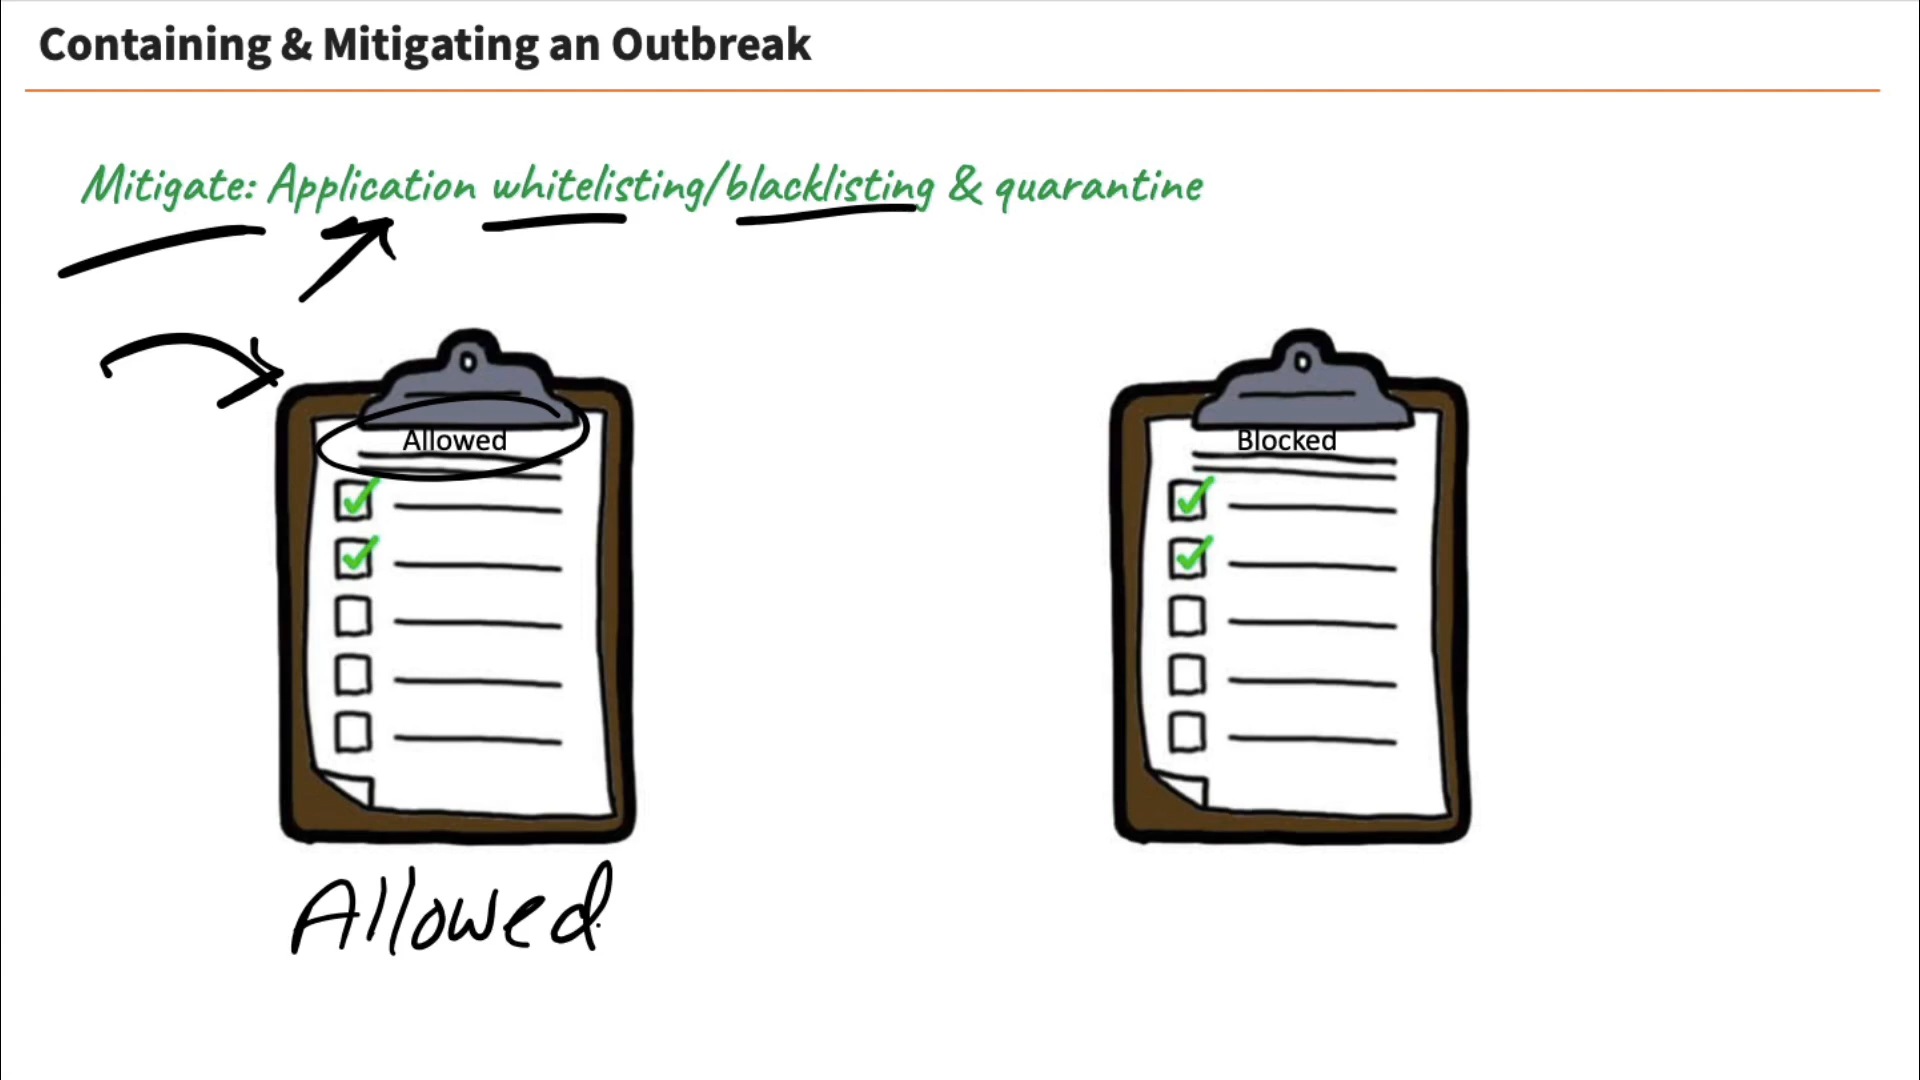 Containing & Mitigating an Outbreak
Mitigate: Application whitelisting/blacklisting & quarantine
Allowed
Blocked
Allowed